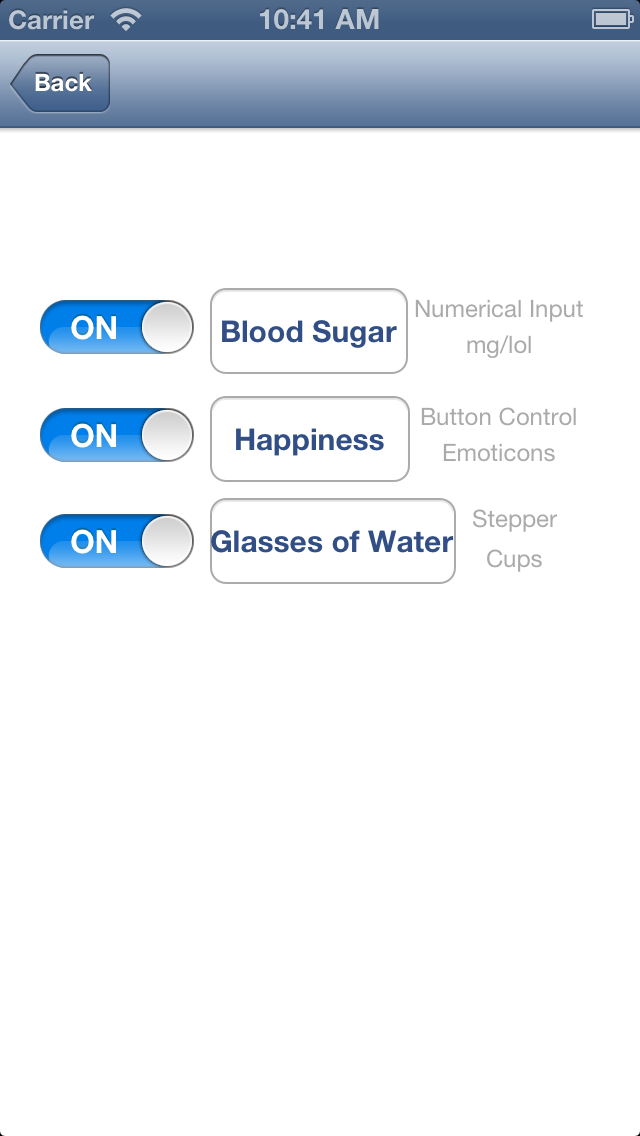 Carrier 10:41 AM
Back
ON Blood Sugar Numerical Input
mg/lol
ON Happiness Button Control
Emoticons
ON Glasses of Water Stepper
Cups